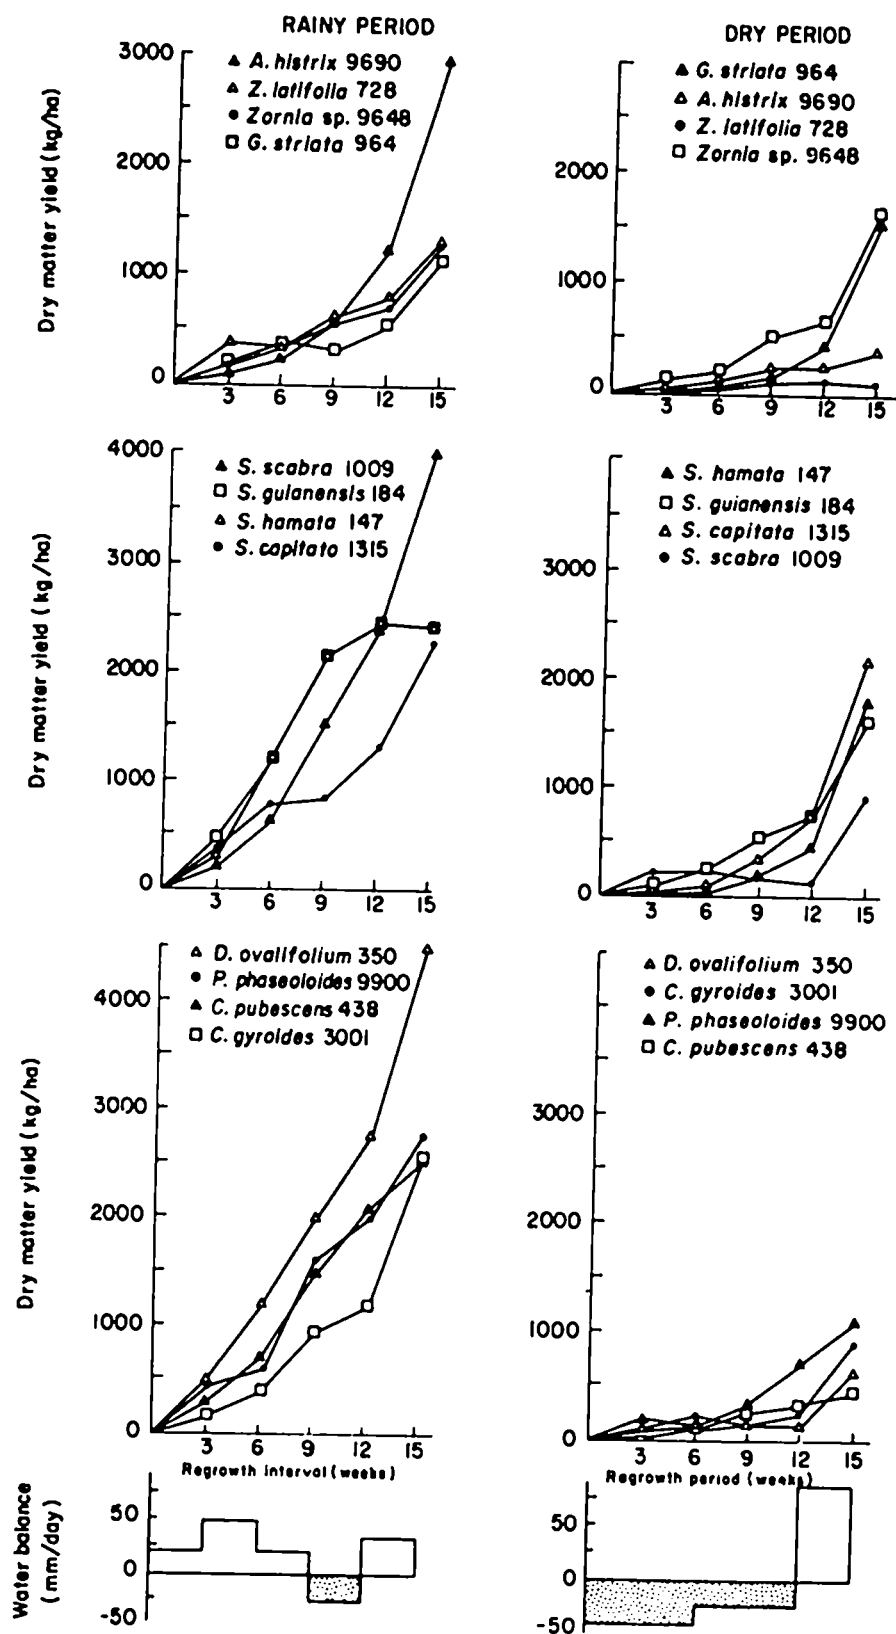 RAINY PERIOD
3000
2000
1000
0
3 6 9 12 15
Dry matter yield (kg/ha)
A. histrix 9690
Z. latifolia 728
Zornia sp. 9648
G. striata 964
DRY PERIOD
2000
1000
0
3 6 9 12 15
G. striata 964
A. histrix 9690
Z. latifolia 728
Zornia sp. 9648
4000
3000
2000
1000
0
3 6 9 12 15
Dry matter yield (kg/ha)
S. scabra 1009
S. guianensis 184
S. hamata 147
S. capitato 1315
3000
2000
1000
0
3 6 9 12 15
S. hamata 147
S. guianensis 184
S. capitata 1315
S. scabra 1009
4000
3000
2000
1000
0
3 6 9 12 15
Dry matter yield (kg/ha)
Regrowth interval (weeks)
D. ovalifolium 350
P. phaseoloides 9900
C. pubescens 438
C. gyroides 3001
3000
2000
1000
0
3 6 9 12 15
Regrowth period (weeks)
D. ovalifolium 350
C. gyroides 3001
P. phaseoloides 9900
C. pubescens 438
Water balance
(mm/day)
50
0
-50
50
0
-50